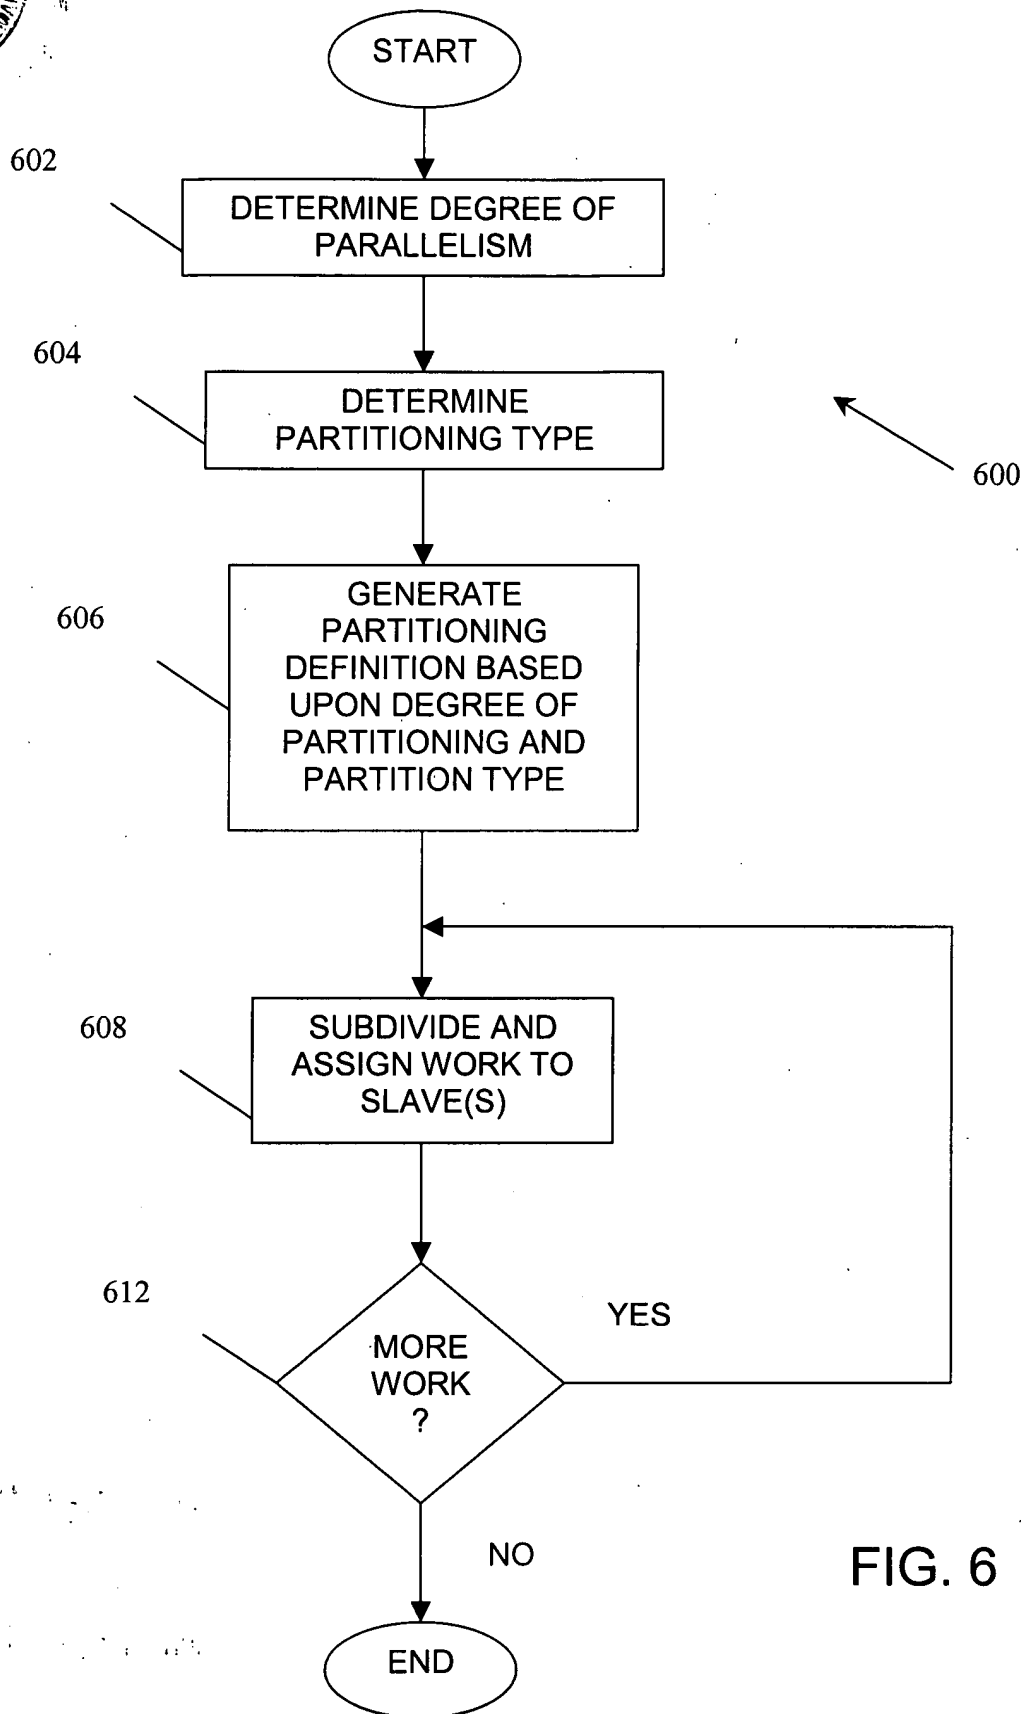 START
602
DETERMINE DEGREE OF
PARALLELISM
604
DETERMINE
PARTITIONING TYPE
600
606
GENERATE
PARTITIONING
DEFINITION BASED
UPON DEGREE OF
PARTITIONING AND
PARTITION TYPE
608
SUBDIVIDE AND
ASSIGN WORK TO
SLAVE(S)
612
MORE
WORK
?
YES
NO
FIG. 6
END